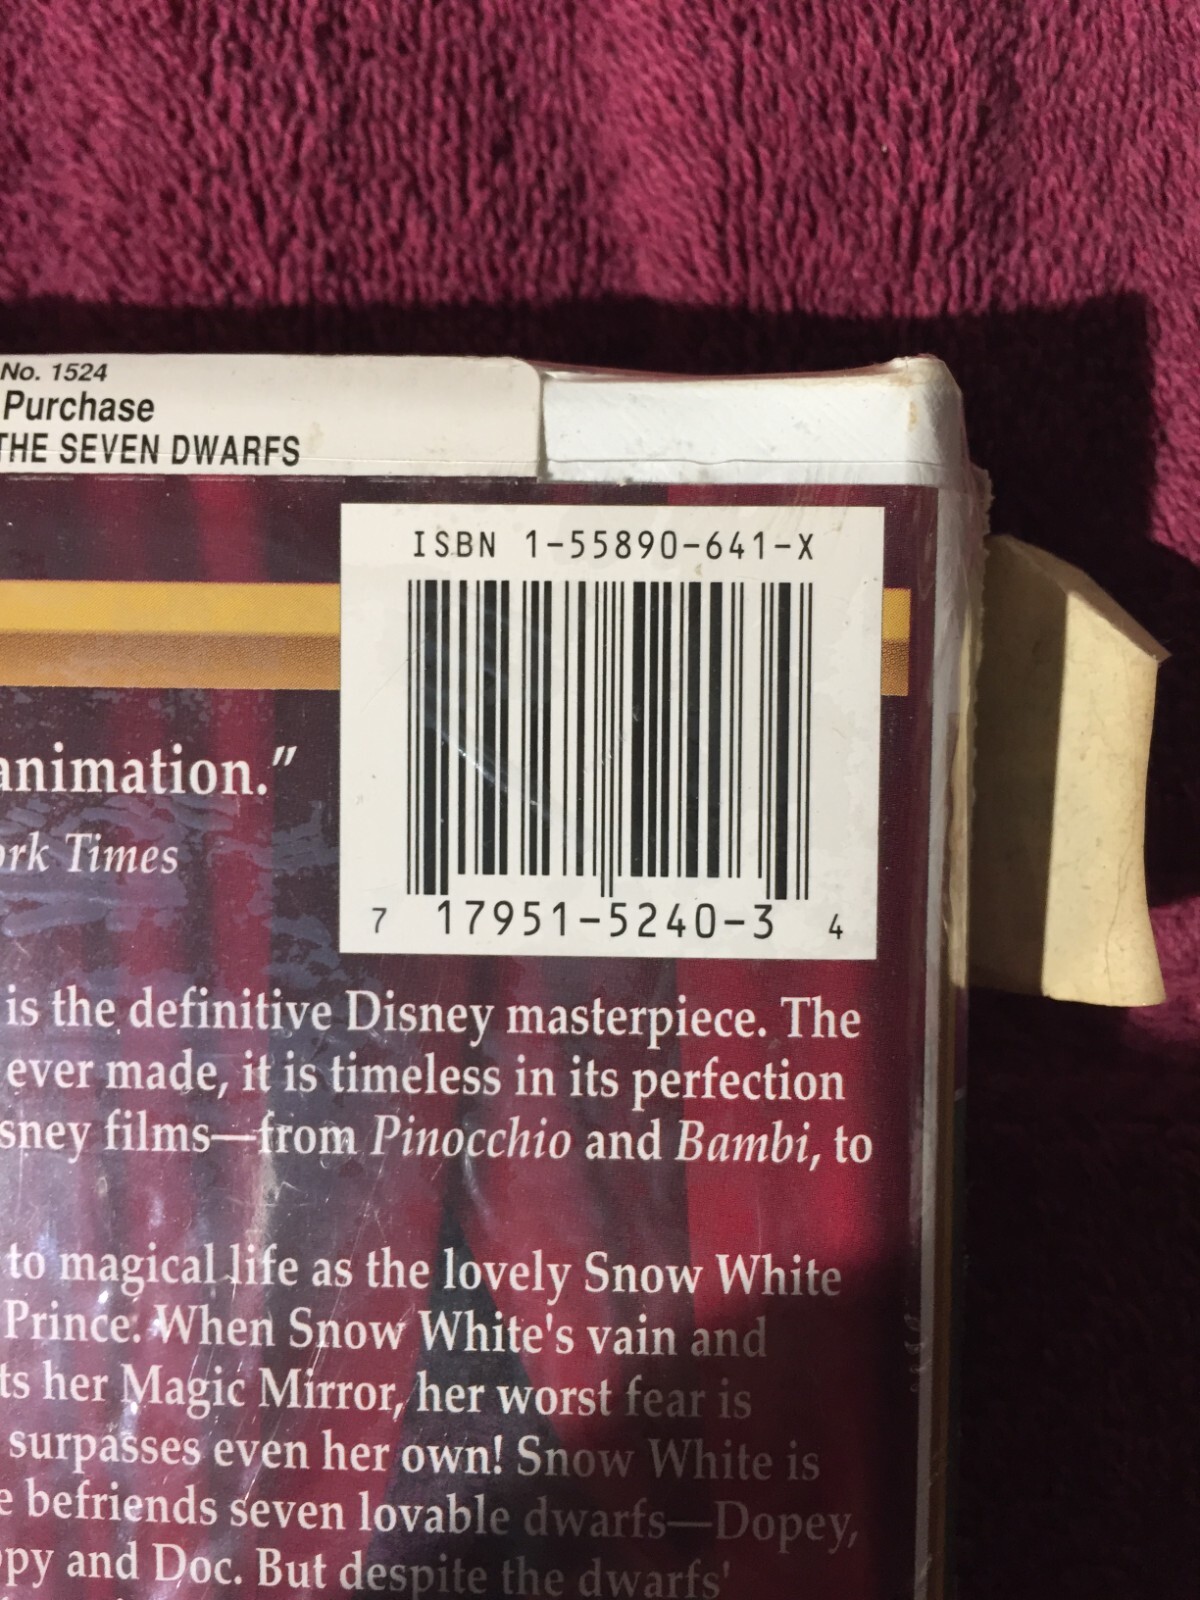 No. 1524
Purchase
THE SEVEN DWARFS
ISBN 1-55890-641-X
7 17951-5240-3 4
animation.”
ork Times
is the definitive Disney masterpiece. The
ever made, it is timeless in its perfection
sney films—from Pinocchio and Bambi, to
to magical life as the lovely Snow White
Prince. When Snow White's vain and
ts her Magic Mirror, her worst fear is
surpasses even her own! Snow White is
e befriends seven lovable dwarfs—Dopey,
ppy and Doc. But despite the dwarfs'